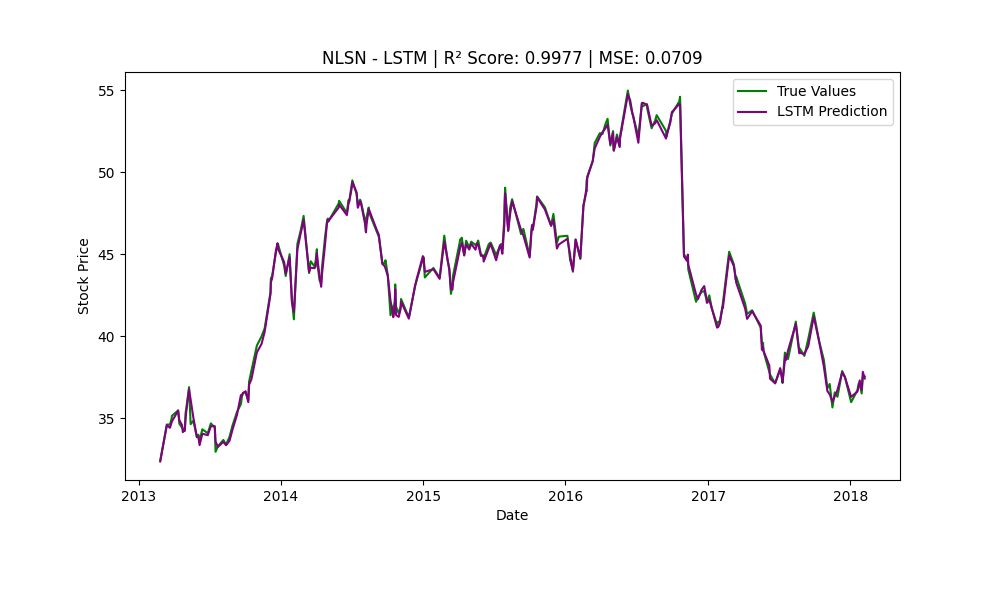 NLSN - LSTM | R² Score: 0.9977 | MSE: 0.0709
True Values
LSTM Prediction
55
50
45
40
35
Stock Price
2013 2014 2015 2016 2017 2018
Date